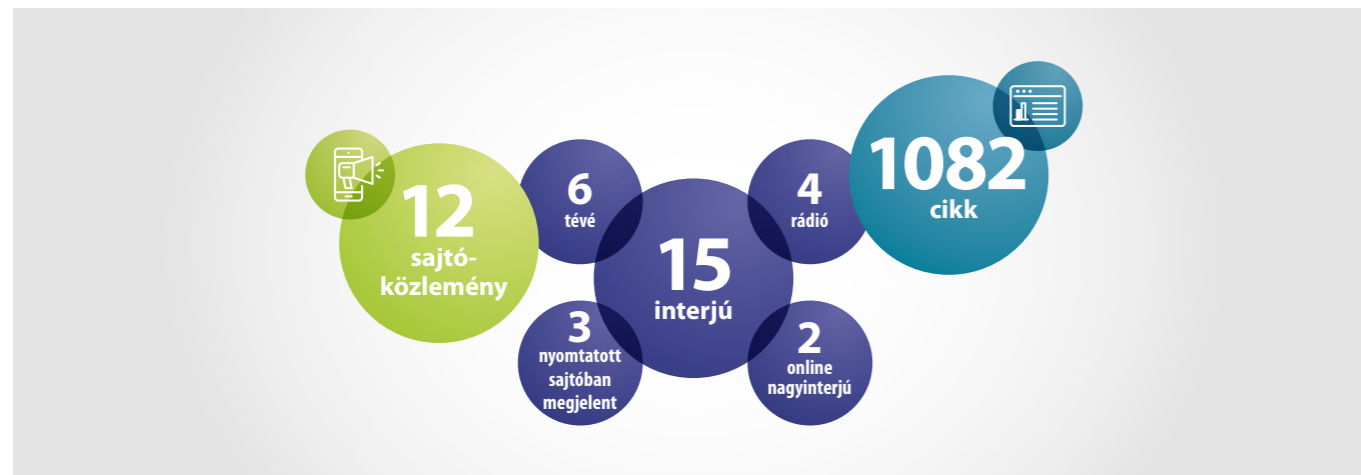 12
sajtó-
közlemény
6
tévé
3
nyomtatott
sajtóban
megjelent
15
interjú
4
rádió
2
online
nagyinterjú
1082
cikk